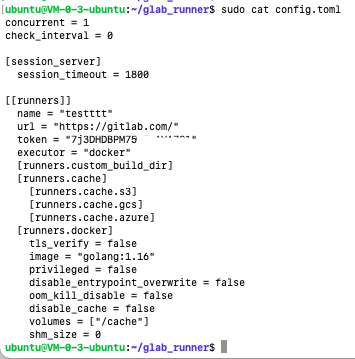 ubuntu@VM-0-3-ubuntu:~/glab_runner$ sudo cat config.toml
concurrent = 1
check_interval = 0
[session_server]
session_timeout = 1800
[[runners]]
name = "testttt"
url = "https://gitlab.com/"
token =
executor = "docker"
[runners.custom_build_dir]
[runners.cache]
[runners.cache.s3]
[runners.cache.gcs]
[runners.cache.azure]
[runners.docker]
tls_verify = false
image = "golang:1.16"
privileged = false
disable_entrypoint_overwrite = false
oom_kill_disable = false
disable_cache = false
volumes = ["/cache"]
shm_size = 0
ubuntu@VM-0-3-ubuntu:~/glab_runner$